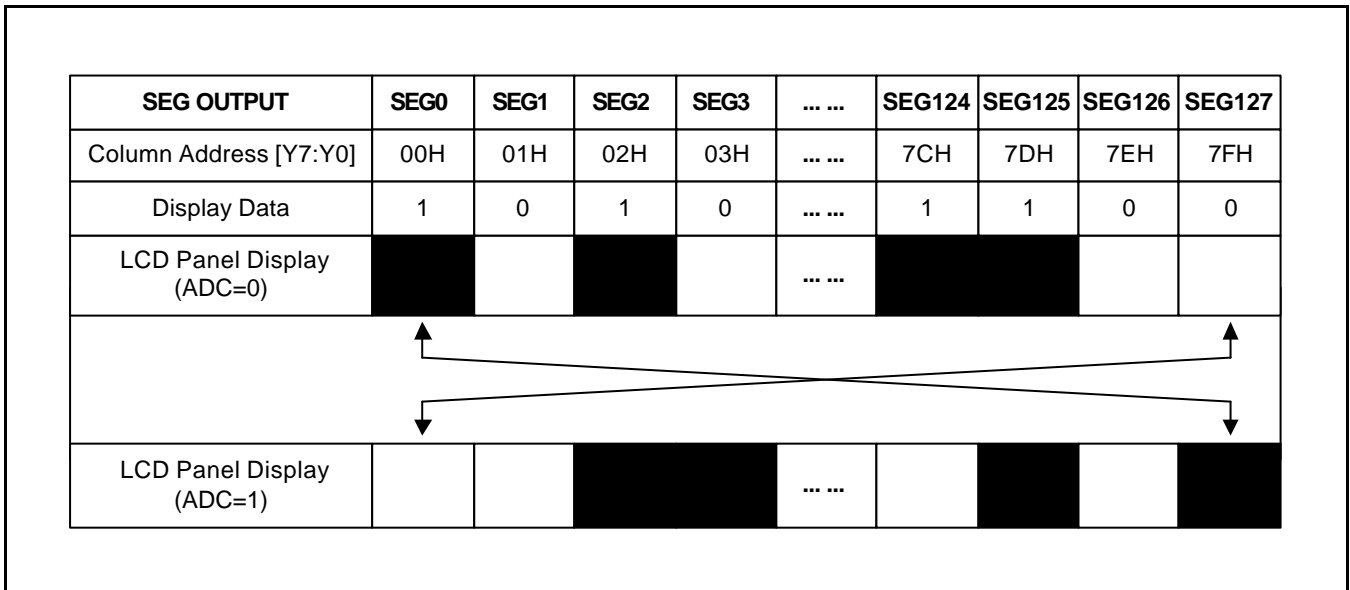 SEG OUTPUT SEG0 SEG1 SEG2 SEG3 ... ... SEG124 SEG125 SEG126 SEG127
Column Address [Y7:Y0] 00H 01H 02H 03H ... ... 7CH 7DH 7EH 7FH
Display Data 1 0 1 0 ... ... 1 1 0 0
LCD Panel Display
(ADC=0)
... ...
LCD Panel Display
(ADC=1)
... ...